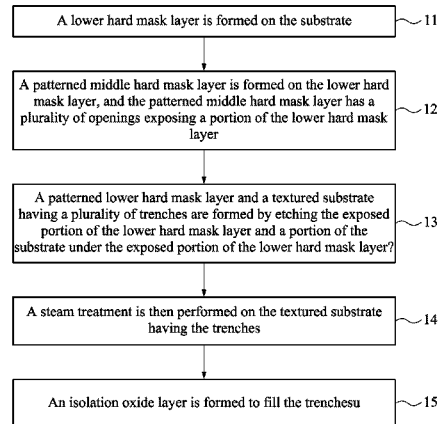 A lower hard mask layer is formed on the substrate
11
A patterned middle hard mask layer is formed on the lower hard
mask layer, and the patterned middle hard mask layer has a
plurality of openings exposing a portion of the lower hard mask
layer
12
A patterned lower hard mask layer and a textured substrate
having a plurality of trenches are formed by etching the exposed
portion of the lower hard mask layer and a portion of the
substrate under the exposed portion of the lower hard mask layer?
13
A steam treatment is then performed on the textured substrate
having the trenches
14
An isolation oxide layer is formed to fill the trenchesu
15